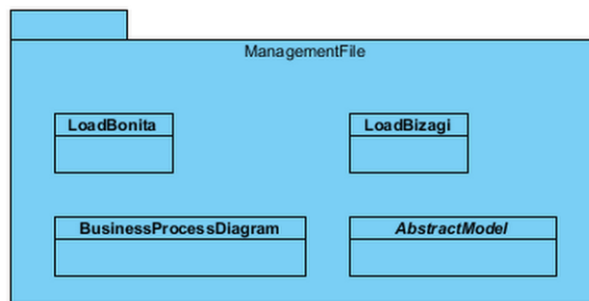 ManagementFile
LoadBonita
LoadBizagi
BusinessProcessDiagram
AbstractModel